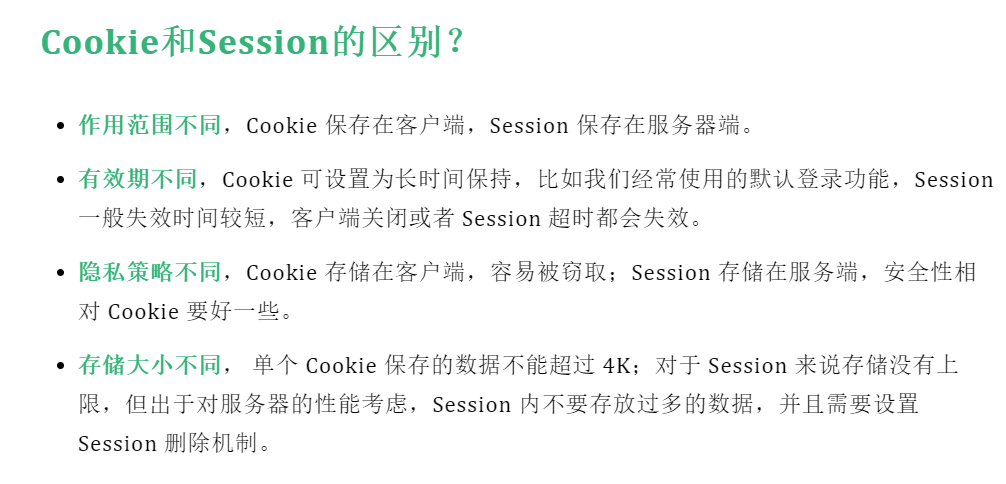 Cookie和Session的区别？
作用范围不同，Cookie 保存在客户端，Session 保存在服务器端。
有效期不同，Cookie 可设置为长时间保持，比如我们经常使用的默认登录功能，Session
一般失效时间较短，客户端关闭或者 Session 超时都会失效。
隐私策略不同，Cookie 存储在客户端，容易被窃取；Session 存储在服务端，安全性相
对 Cookie 要好一些。
存储大小不同， 单个 Cookie 保存的数据不能超过 4K；对于 Session 来说存储没有上
限，但出于对服务器的性能考虑，Session 内不要存放过多的数据，并且需要设置
Session 删除机制。